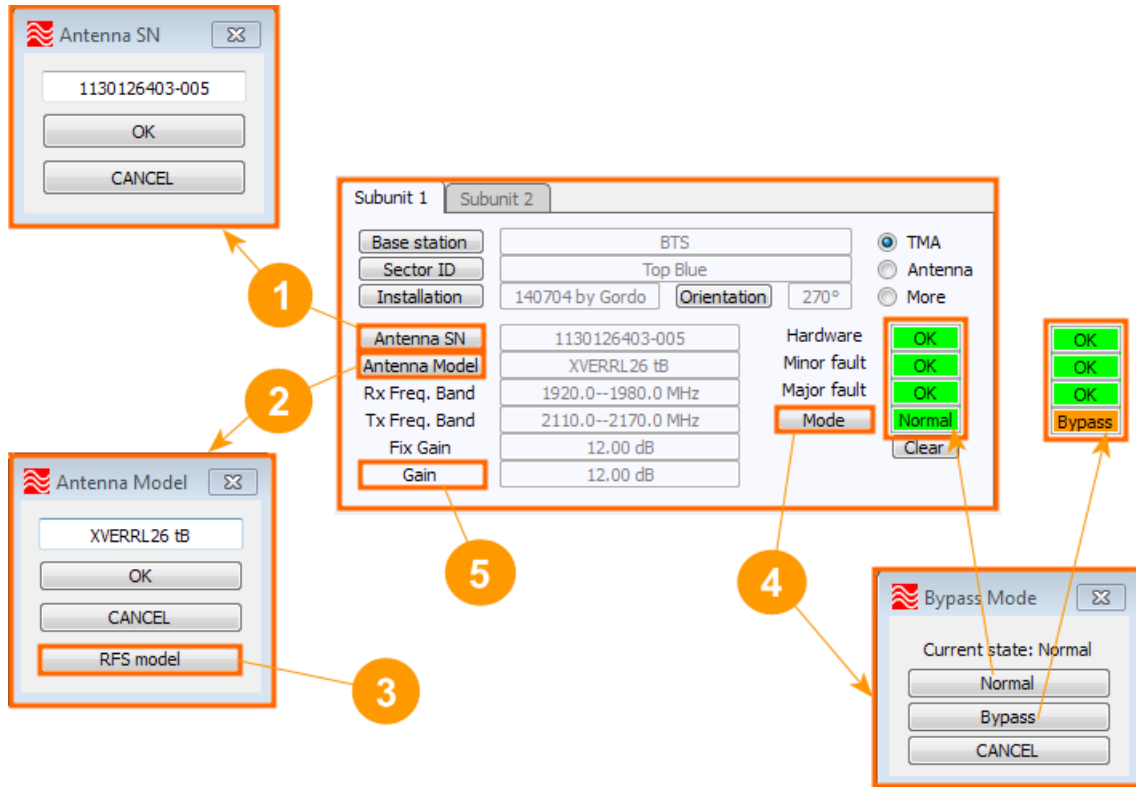 Antenna SN
1130126403-005
OK
CANCEL
1
Subunit 1 Subunit 2
Base station BTS TMA
Sector ID Top Blue Antenna
Installation 140704 by Gordo Orientation 270° More
Antenna SN 1130126403-005 Hardware OK OK
Antenna Model XVERRL26 tB Minor fault OK OK
Rx Freq. Band 1920.0--1980.0 MHz Major fault OK OK
Tx Freq. Band 2110.0--2170.0 MHz Mode Normal Bypass
Fix Gain 12.00 dB Clear
Gain 12.00 dB
2
Antenna Model
XVERRL26 tB
OK
CANCEL
RFS model
3
5
4
Bypass Mode
Current state: Normal
Normal
Bypass
CANCEL